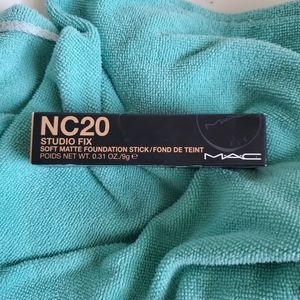 NC20
STUDIO FIX
SOFT MATTE FOUNDATION STICK/FOND DE TEINT
POIDS NET WT. 0.31 OZ./9g ℮
MAC